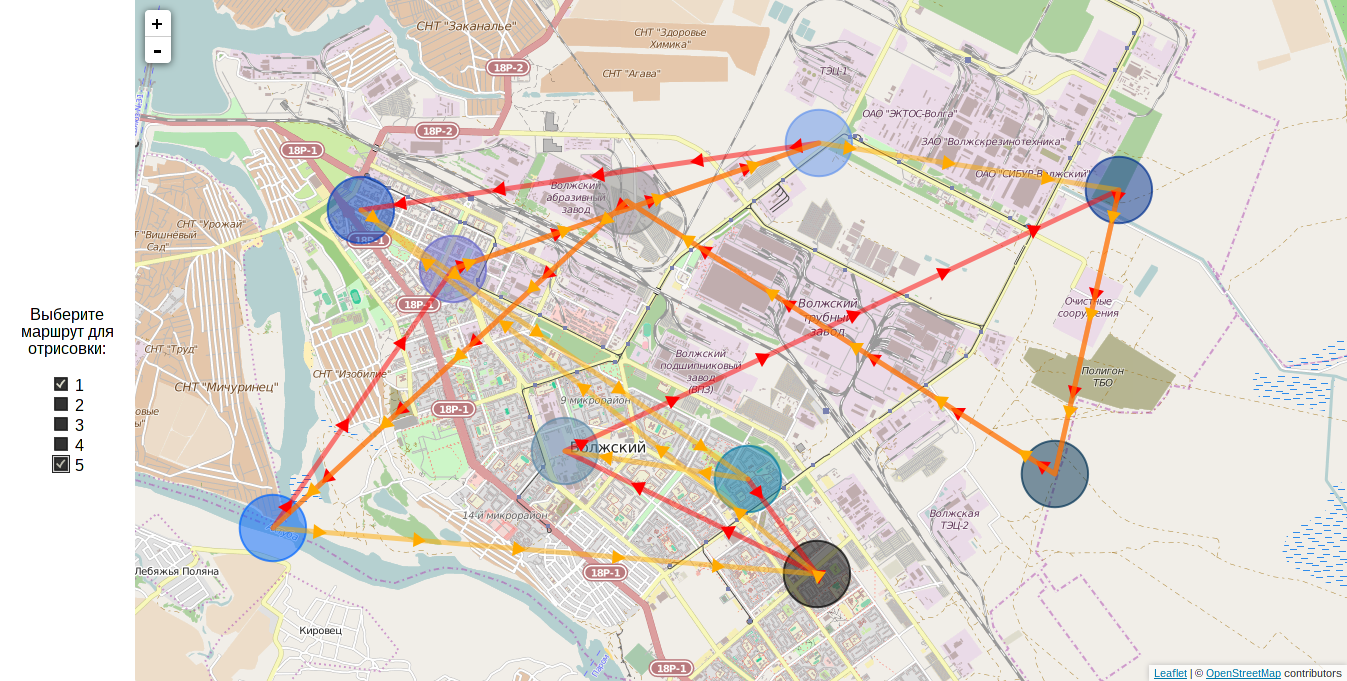 +
-
Выберите
маршрут для
отрисовки:
1
2
3
4
5
СНТ "Заканалье"
СНТ "Здоровье
Химика"
18Р-2
СНТ "Агава"
ТЭЦ-1
ОАО "ЭКТОС-Волга"
18Р-2
ЗАО "Волжскрезинотехника"
18Р-1
ОАО "СИБУР-Волжский"
Волжский
абразивный
завод
СНТ "Урожай"
"Вишнёвый
Сад"
18Р-1
18Р-1
Очистные
сооружения
Волжский
трубный
завод
СНТ "Труд"
Волжский
подшипниковый
завод
(ВПЗ)
СНТ "Изобилие"
СНТ "Мичуринец"
Полигон
ТБО
9 микрорайон
18Р-1
Волжский
14-й микрорайон
Волжская
ТЭЦ-2
Лебяжья Поляна
18Р-1
Кировец
18Р-1
Leaflet | © OpenStreetMap contributors